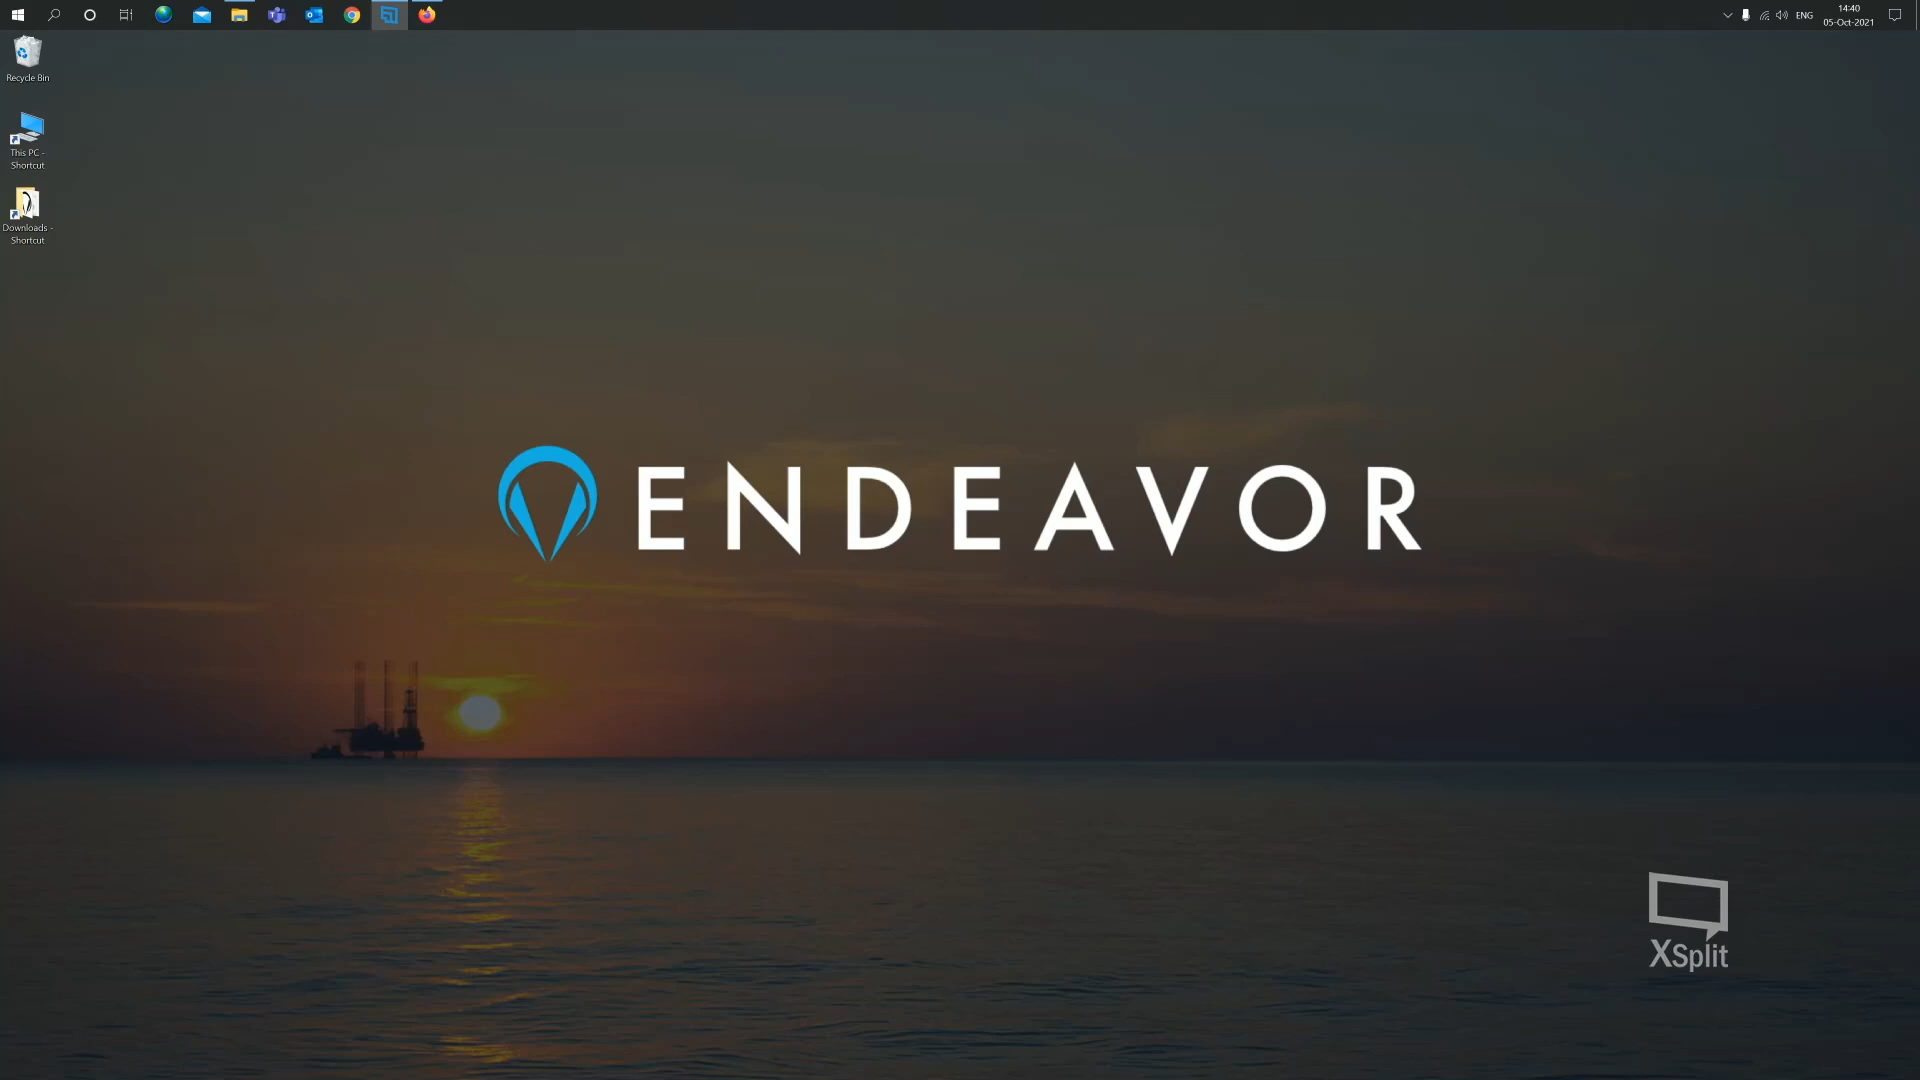 14:40
ENG
05-Oct-2021
Recycle Bin
This PC -
Shortcut
Downloads -
Shortcut
ENDEAVOR
XSplit